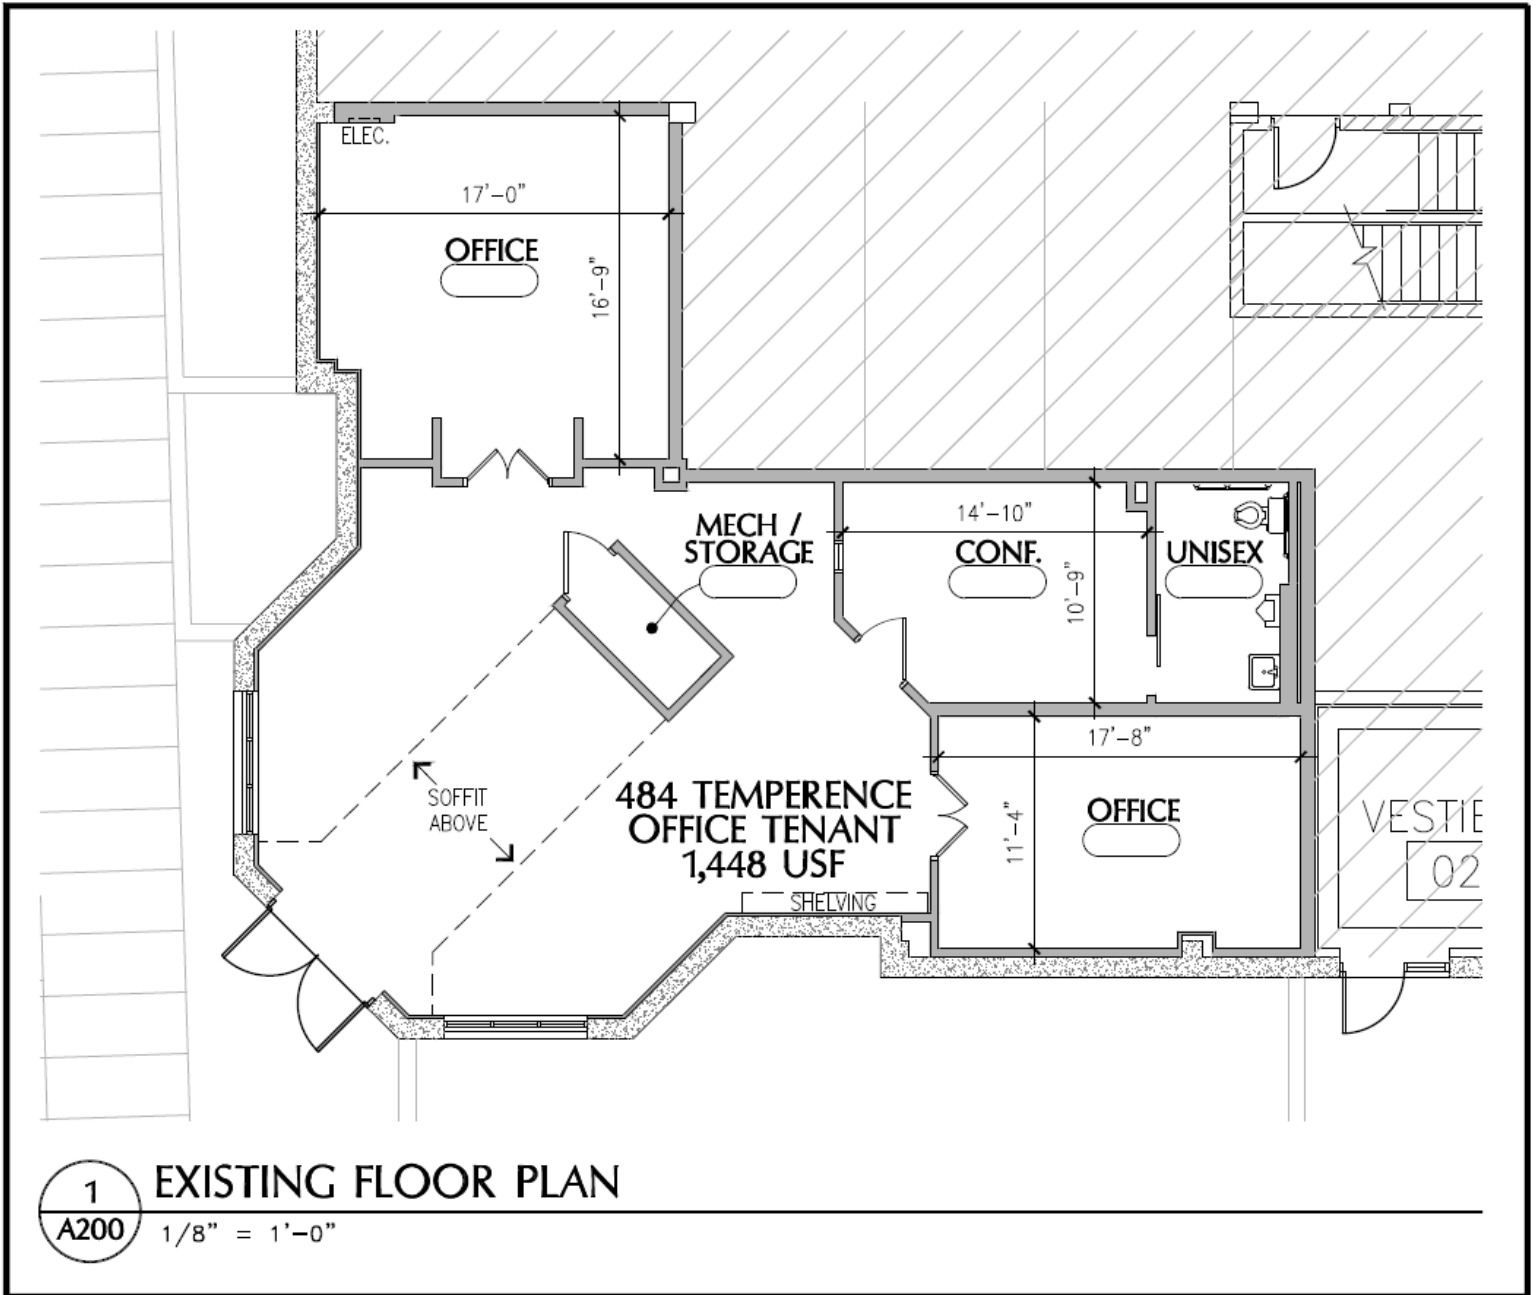 ELEC.
17'-0"
OFFICE
16'-9"
MECH /
STORAGE
14'-10"
CONF.
10'-9"
UNISEX
17'-8"
SOFFIT
ABOVE
484 TEMPERENCE
OFFICE TENANT
1,448 USF
11'-4"
OFFICE
SHELVING
VESTIB
02
1
A200
EXISTING FLOOR PLAN
1/8" = 1'-0"